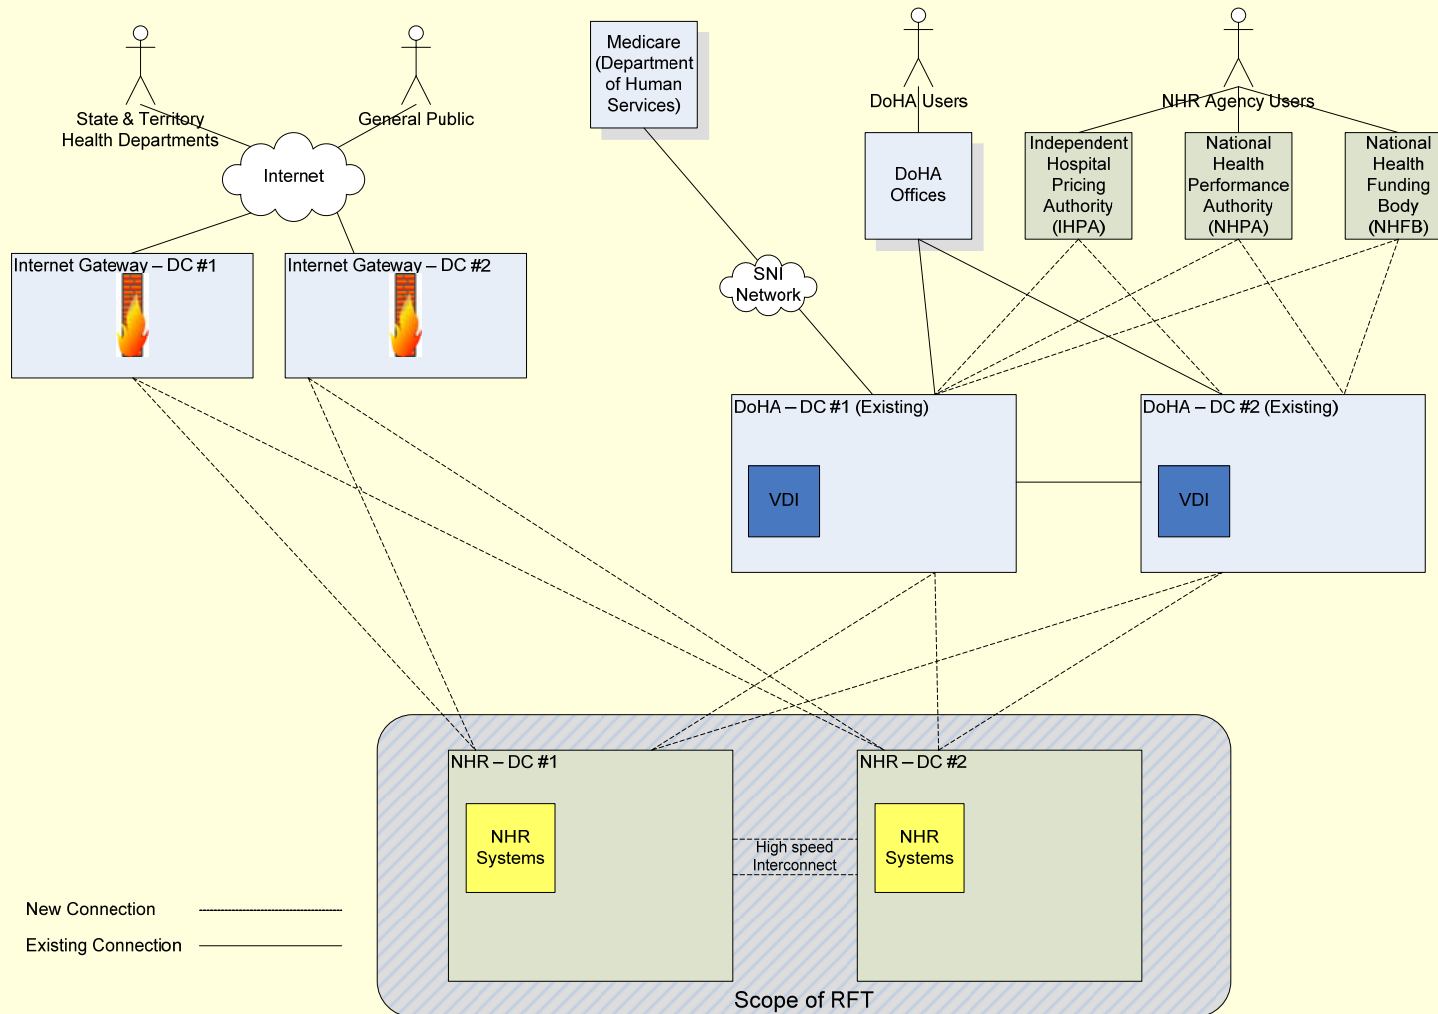 State & Territory
Health Departments
General Public
Medicare
(Department
of Human
Services)
DoHA Users
NHR Agency Users
Internet
DoHA
Offices
Independent
Hospital
Pricing
Authority
(IHPA)
National
Health
Performance
Authority
(NHPA)
National
Health
Funding
Body
(NHFB)
Internet Gateway – DC #1
Internet Gateway – DC #2
SNI
Network
DoHA – DC #1 (Existing)
DoHA – DC #2 (Existing)
VDI
VDI
NHR – DC #1
NHR – DC #2
NHR
Systems
High speed
Interconnect
NHR
Systems
New Connection
Existing Connection
Scope of RFT